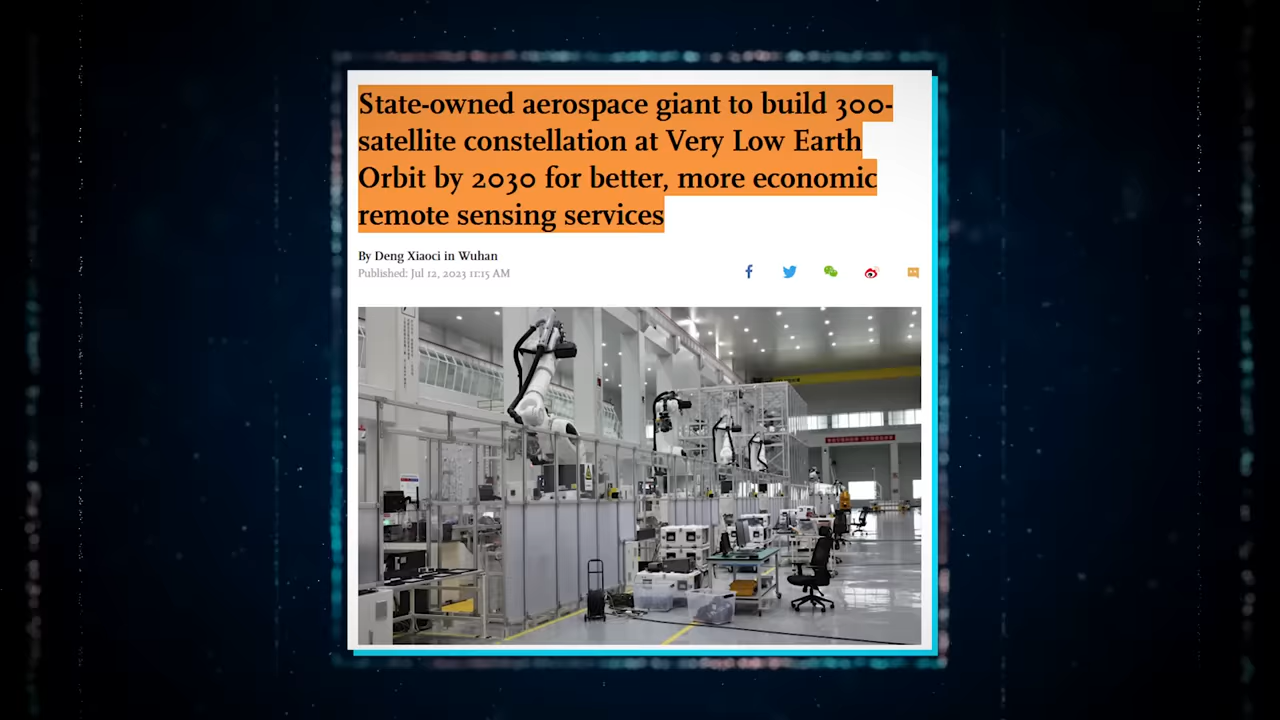 State-owned aerospace giant to build 300-
satellite constellation at Very Low Earth
Orbit by 2030 for better, more economic
remote sensing services
By Deng Xiaoci in Wuhan
Published: Jul 12, 2023 11:15 AM